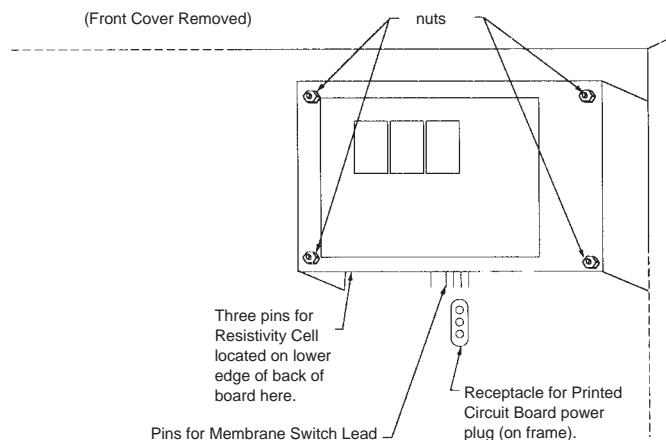 (Front Cover Removed)
nuts
Three pins for
Resistivity Cell
located on lower
edge of back of
board here.
Receptacle for Printed
Circuit Board power
plug (on frame).
Pins for Membrane Switch Lead